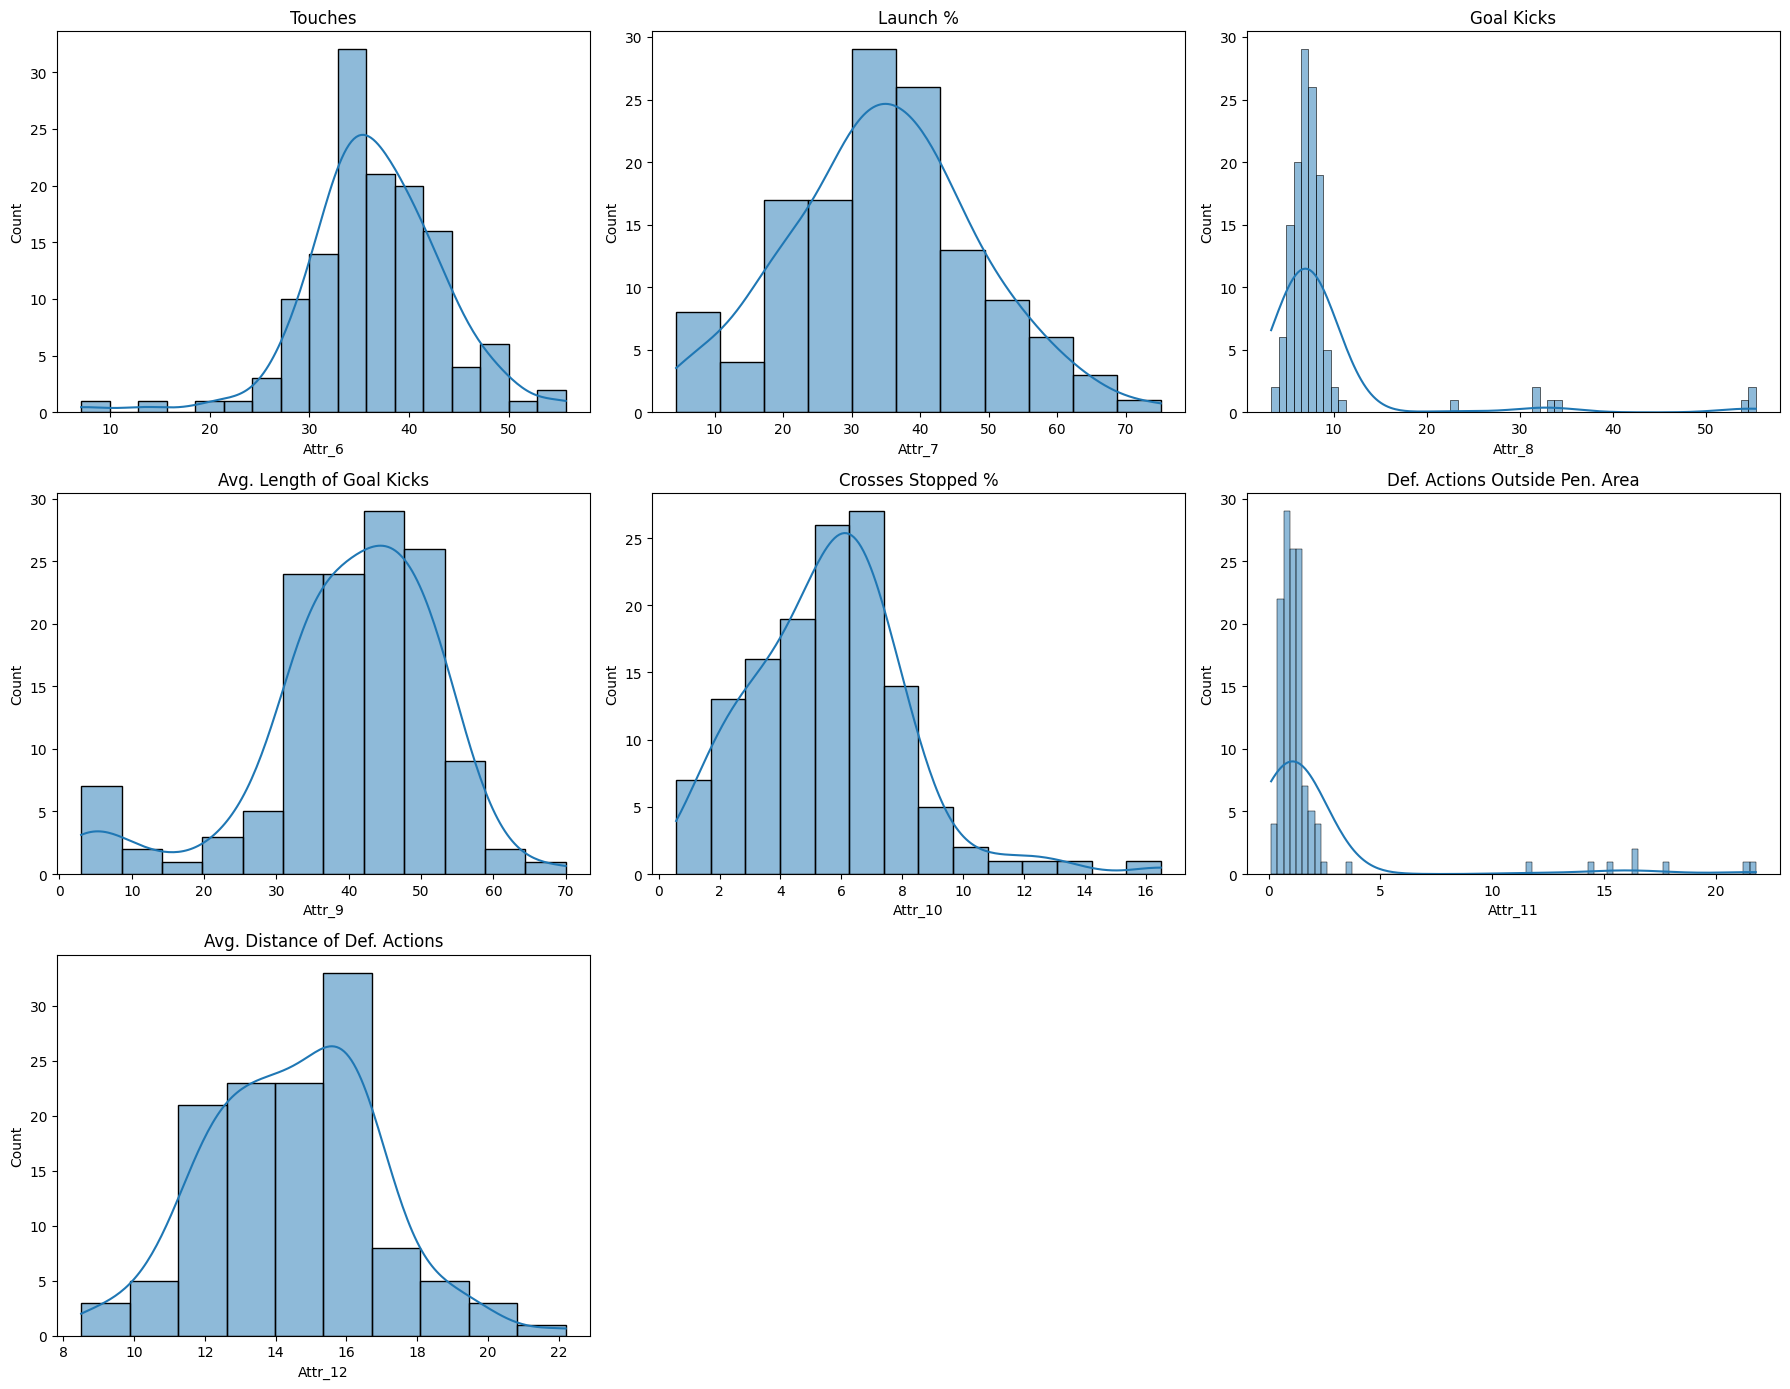 Touches
Launch %
Goal Kicks
Count
0
5
10
15
20
25
30
10 20 30 40 50
Attr_6
Count
0
5
10
15
20
25
30
10 20 30 40 50 60 70
Attr_7
Count
0
5
10
15
20
25
30
10 20 30 40 50
Attr_8
Avg. Length of Goal Kicks
Crosses Stopped %
Def. Actions Outside Pen. Area
Count
0
5
10
15
20
25
30
0 10 20 30 40 50 60 70
Attr_9
Count
0
5
10
15
20
25
0 2 4 6 8 10 12 14 16
Attr_10
Count
0
5
10
15
20
25
30
0 5 10 15 20
Attr_11
Avg. Distance of Def. Actions
Count
0
5
10
15
20
25
30
8 10 12 14 16 18 20 22
Attr_12